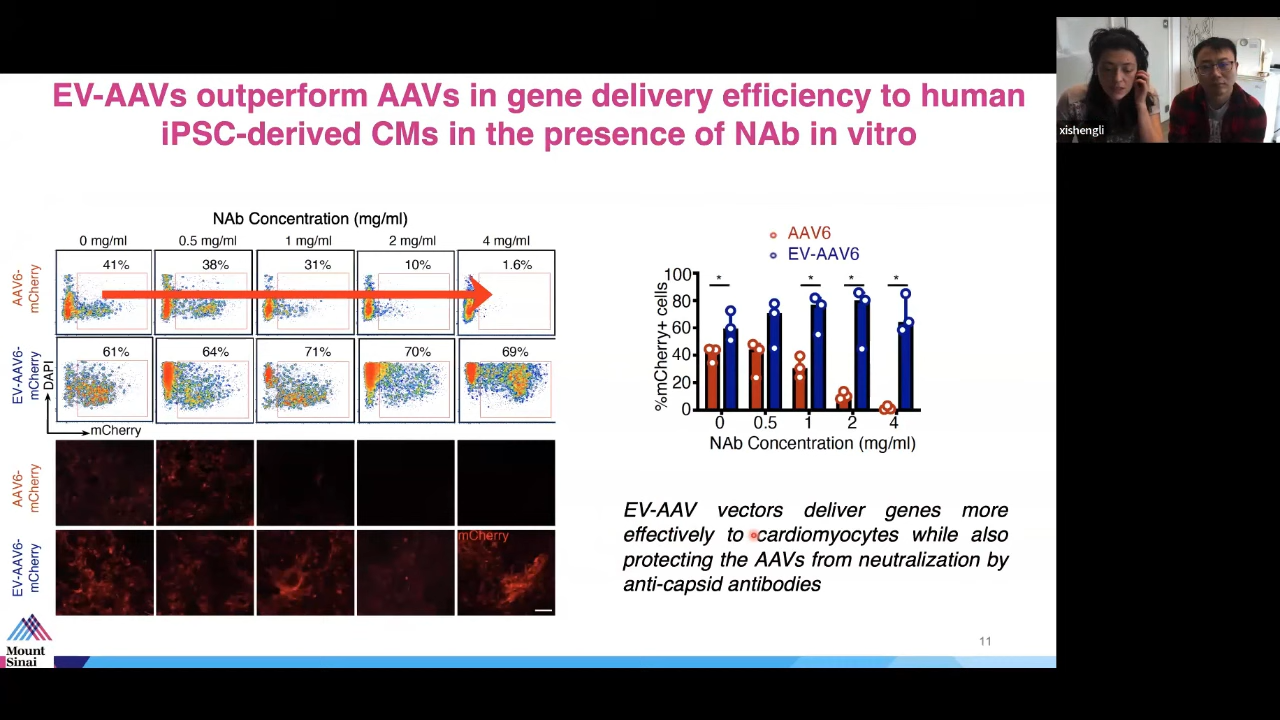 EV-AAVs outperform AAVs in gene delivery efficiency to human
iPSC-derived CMs in the presence of NAb in vitro
xishengli
NAb Concentration (mg/ml)
0 mg/ml 0.5 mg/ml 1 mg/ml 2 mg/ml 4 mg/ml
AAV6-
mCherry
41% 38% 31% 10% 1.6%
EV-AAV6-
mCherry
61% 64% 71% 70% 69%
DAPI
mCherry
AAV6-
mCherry
EV-AAV6-
mCherry
mCherry
AAV6
EV-AAV6
%mCherry+ cells
100
80
60
40
20
0
* * * *
0 0.5 1 2 4
NAb Concentration (mg/ml)
EV-AAV vectors deliver genes more
effectively to cardiomyocytes while also
protecting the AAVs from neutralization by
anti-capsid antibodies
Mount
Sinai
11